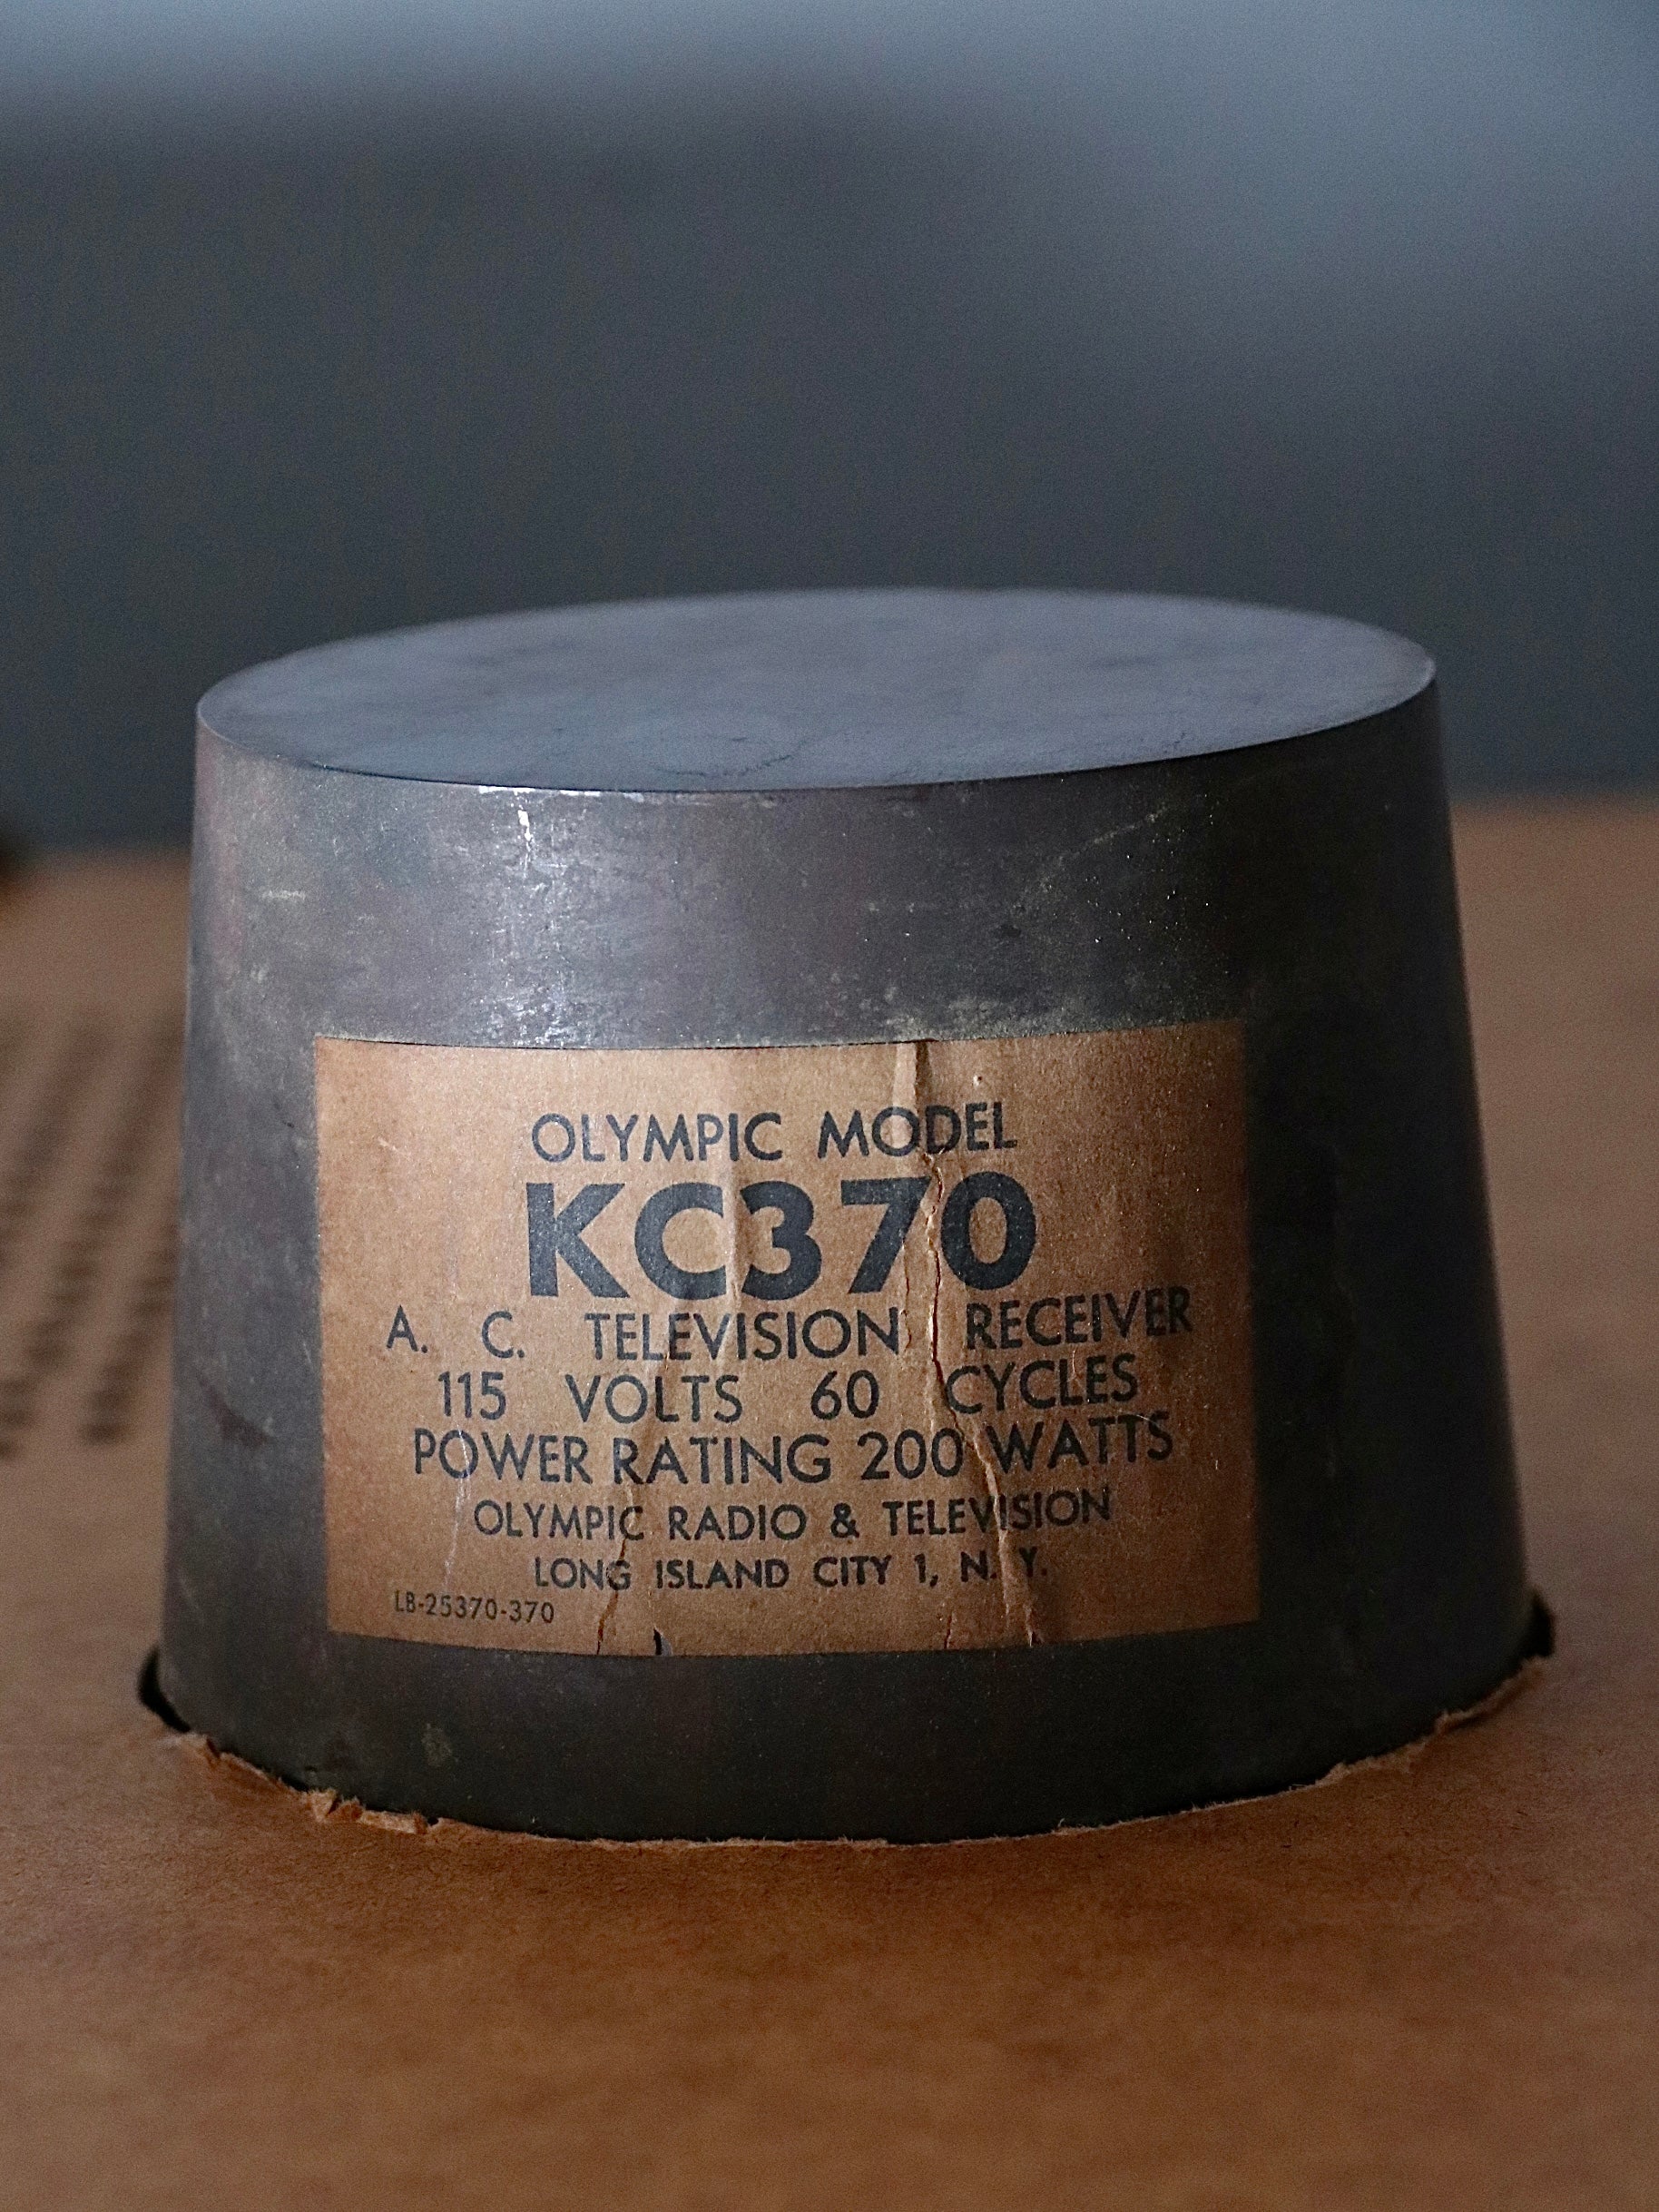 OLYMPIC MODEL
KC370
A. C. TELEVISION RECEIVER
115 VOLTS 60 CYCLES
POWER RATING 200 WATTS
OLYMPIC RADIO & TELEVISION
LONG ISLAND CITY 1, N. Y.
LB-25370-370